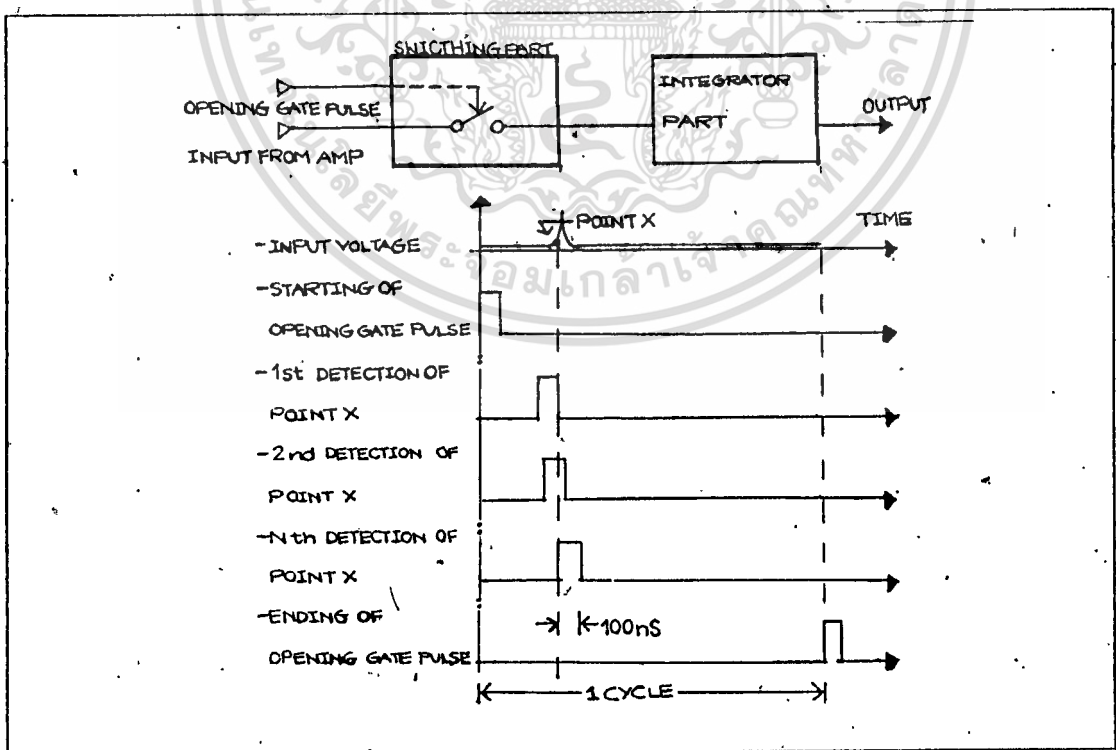 SWICTHING PART
OPENING GATE PULSE
INPUT FROM AMP
INTEGRATOR
PART
OUTPUT
POINT X
TIME
-INPUT VOLTAGE
-STARTING OF
OPENING GATE PULSE
-1st DETECTION OF
POINT X
-2nd DETECTION OF
POINT X
-Nth DETECTION OF
POINT X
-ENDING OF
100nS
OPENING GATE PULSE
1 CYCLE